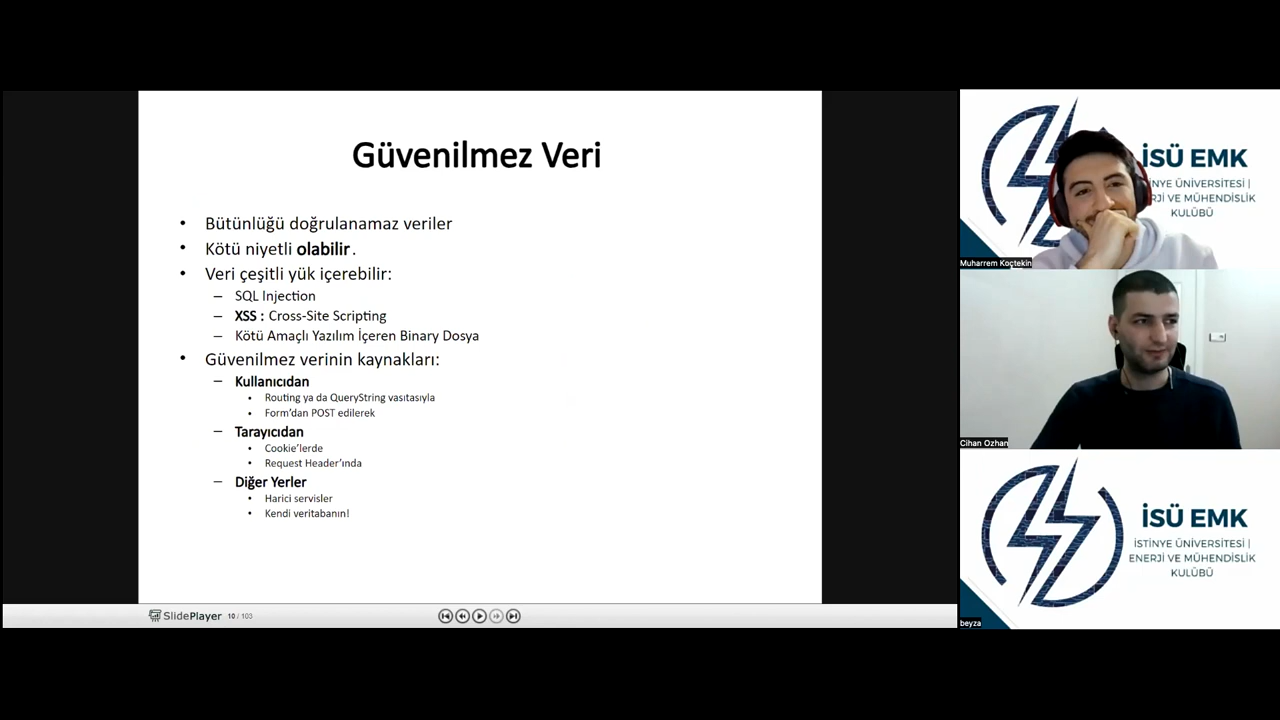 Güvenilmez Veri
• Bütünlüğü doğrulanamaz veriler
• Kötü niyetli olabilir .
• Veri çeşitli yük içerebilir:
– SQL Injection
– XSS : Cross-Site Scripting
– Kötü Amaçlı Yazılım İçeren Binary Dosya
• Güvenilmez verinin kaynakları:
– Kullanıcıdan
• Routing ya da QueryString vasıtasıyla
• Form’dan POST edilerek
– Tarayıcıdan
• Cookie’lerde
• Request Header’ında
– Diğer Yerler
• Harici servisler
• Kendi veritabanın!
SlidePlayer 10 / 103
İSÜ EMK
NYE ÜNİVERSİTESİ |
Jİ VE MÜHENDİSLİK
KULÜBÜ
Muharrem Koçtekin
Cihan Ozhan
İSÜ EMK
İSTİNYE ÜNİVERSİTESİ |
ENERJİ VE MÜHENDİSLİK
KULÜBÜ
beyza